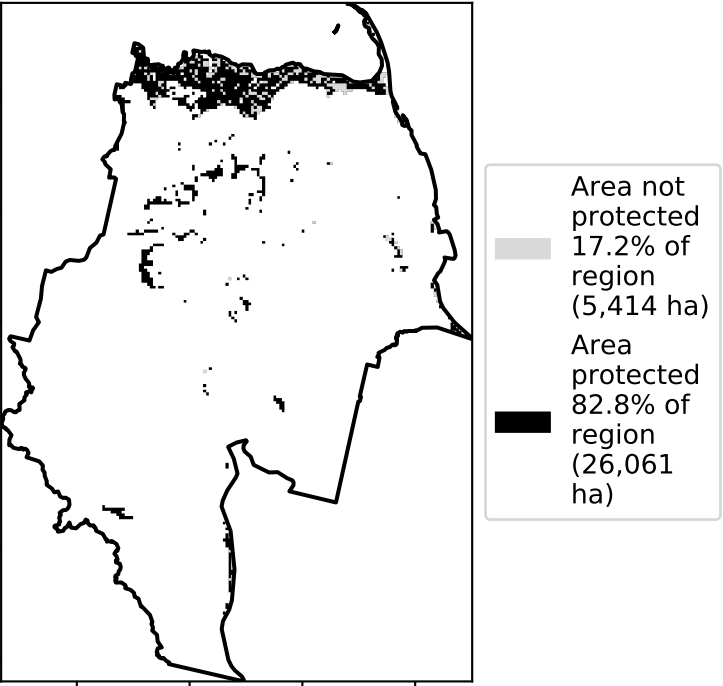 Area not
protected
17.2% of
region
(5,414 ha)
Area
protected
82.8% of
region
(26,061
ha)